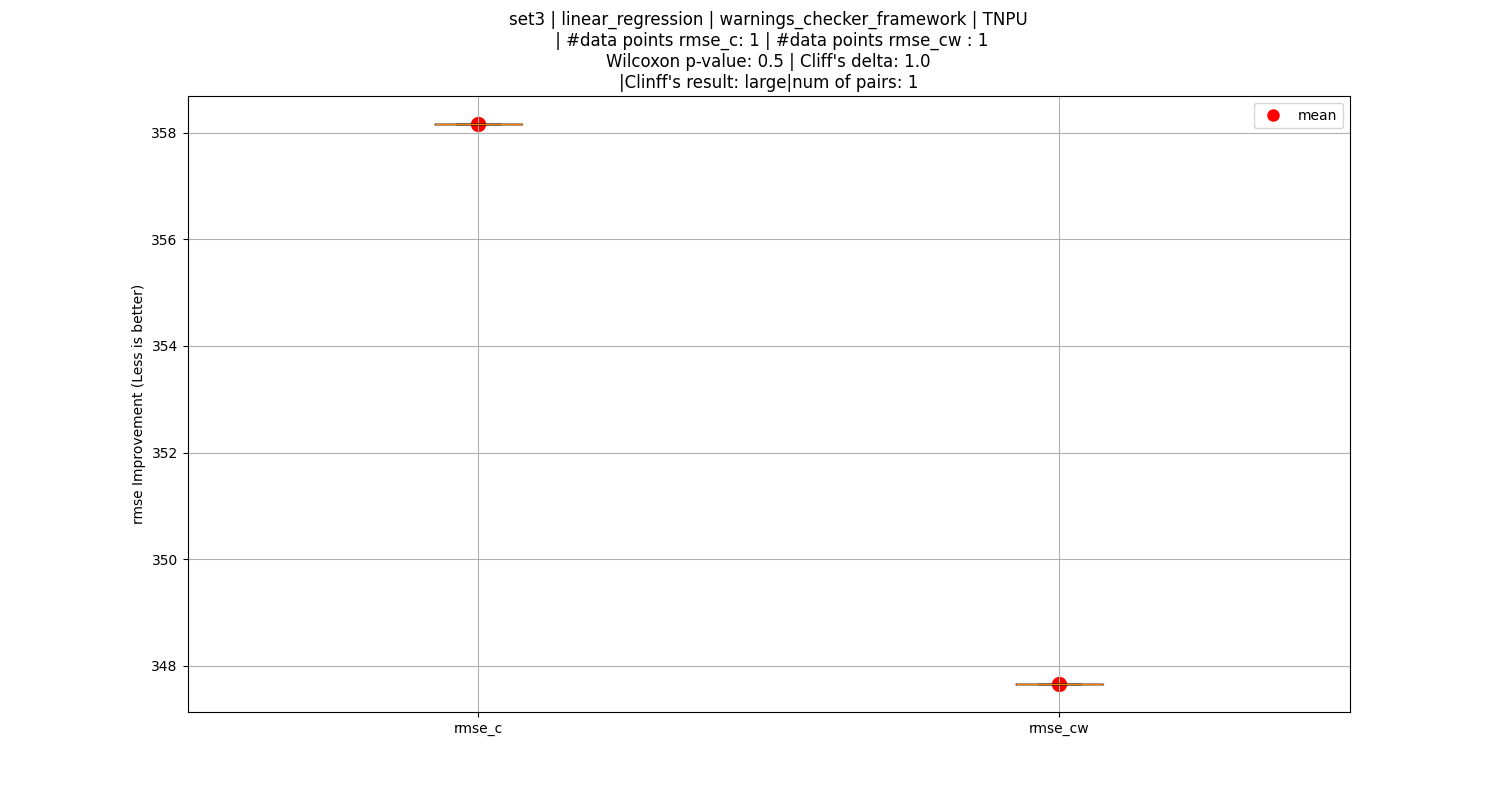 set3 | linear_regression | warnings_checker_framework | TNPU
| #data points rmse_c: 1 | #data points rmse_cw : 1
Wilcoxon p-value: 0.5 | Cliff's delta: 1.0
|Clinff's result: large|num of pairs: 1
mean
rmse Improvement (Less is better)
358
356
354
352
350
348
rmse_c
rmse_cw